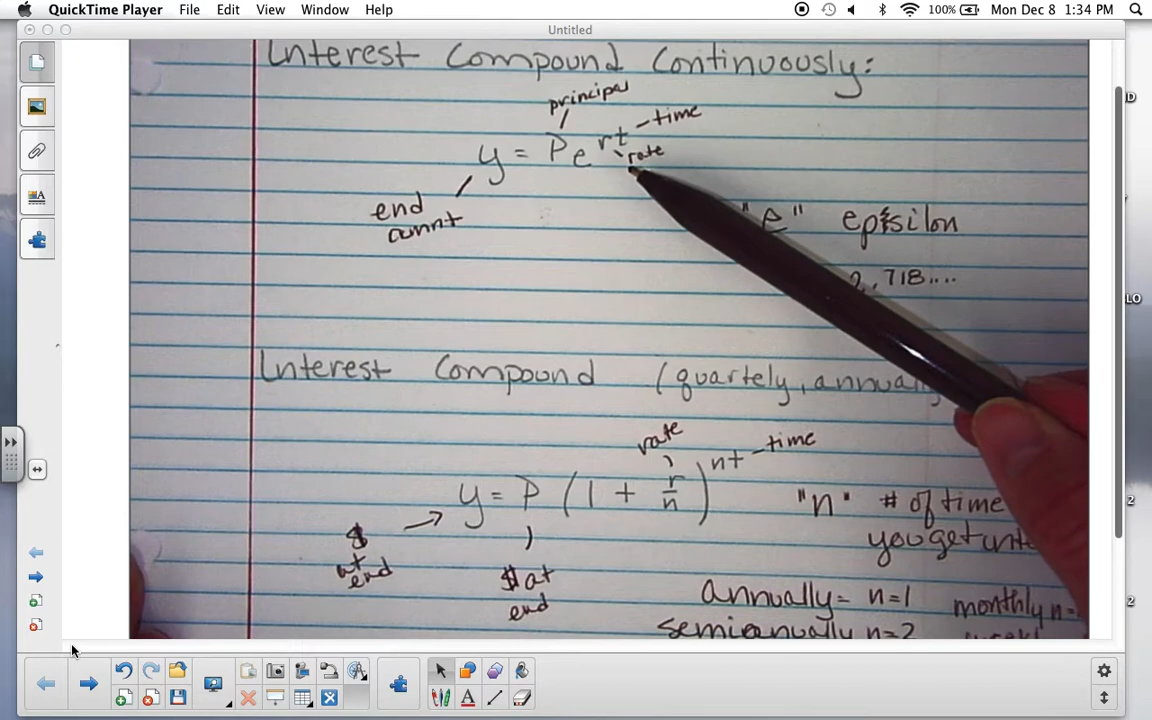 QuickTime Player File Edit View Window Help 100% Mon Dec 8 1:34 PM
Untitled
Interest Compound Continuously:
principal
y = Pe^rt - time
rate
end
"e" epsilon
2.718....
Interest Compound (quartely, annually
rate
y = P (1 + r/n)^nt - time
$ at end
$ at end
"n" # of time
you get inte
annually = n=1 monthly n=
semiannually n=2